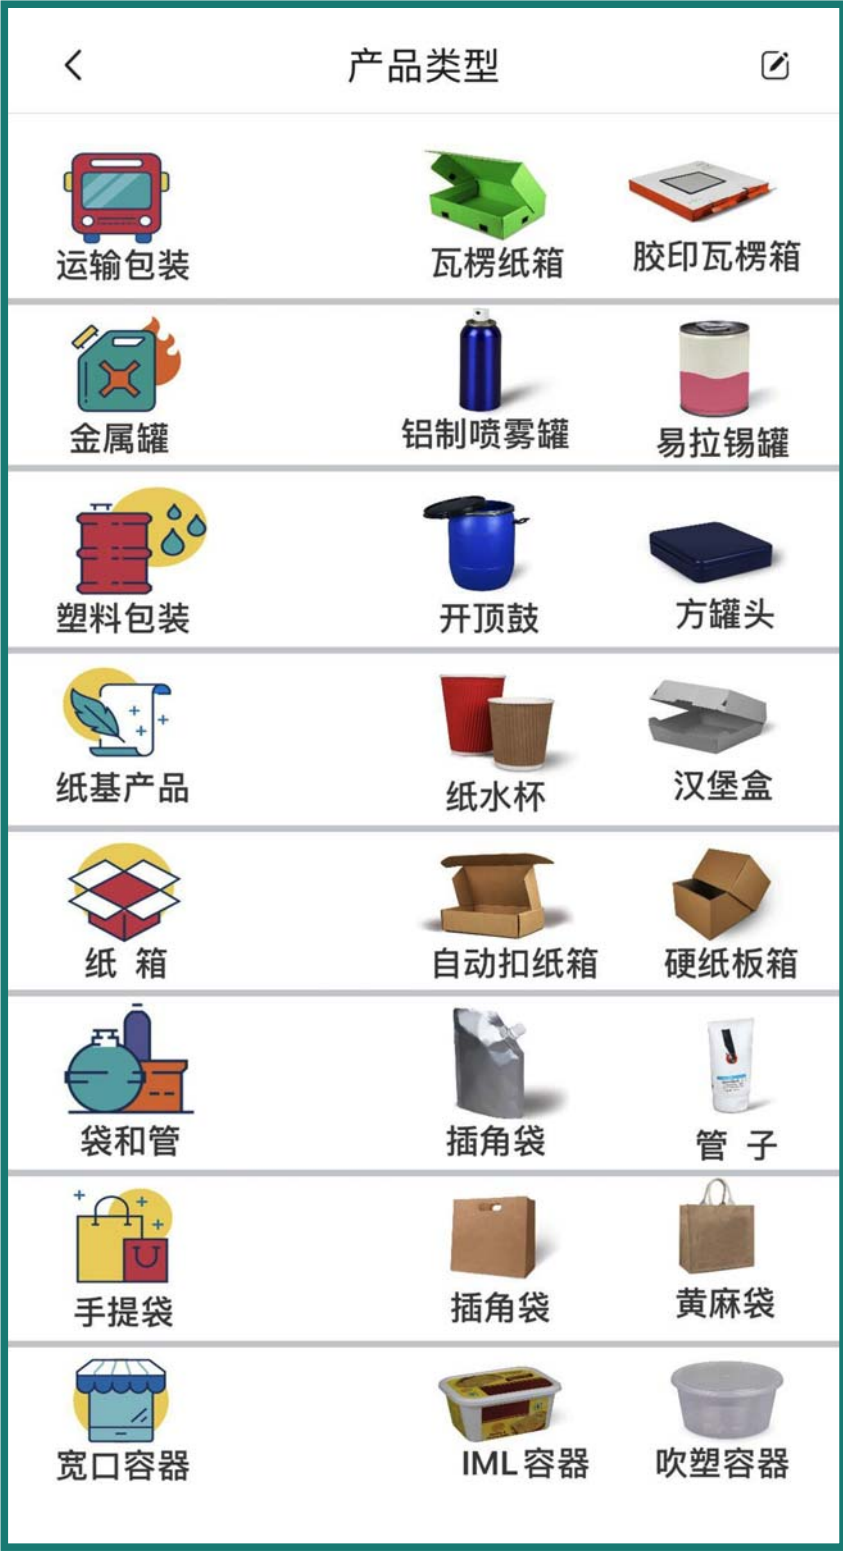 产品类型
运输包装
瓦楞纸箱
胶印瓦楞箱
金属罐
铝制喷雾罐
易拉锡罐
塑料包装
开顶鼓
方罐头
纸基产品
纸水杯
汉堡盒
纸 箱
自动扣纸箱
硬纸板箱
袋和管
插角袋
管 子
手提袋
插角袋
黄麻袋
宽口容器
IML容器
吹塑容器